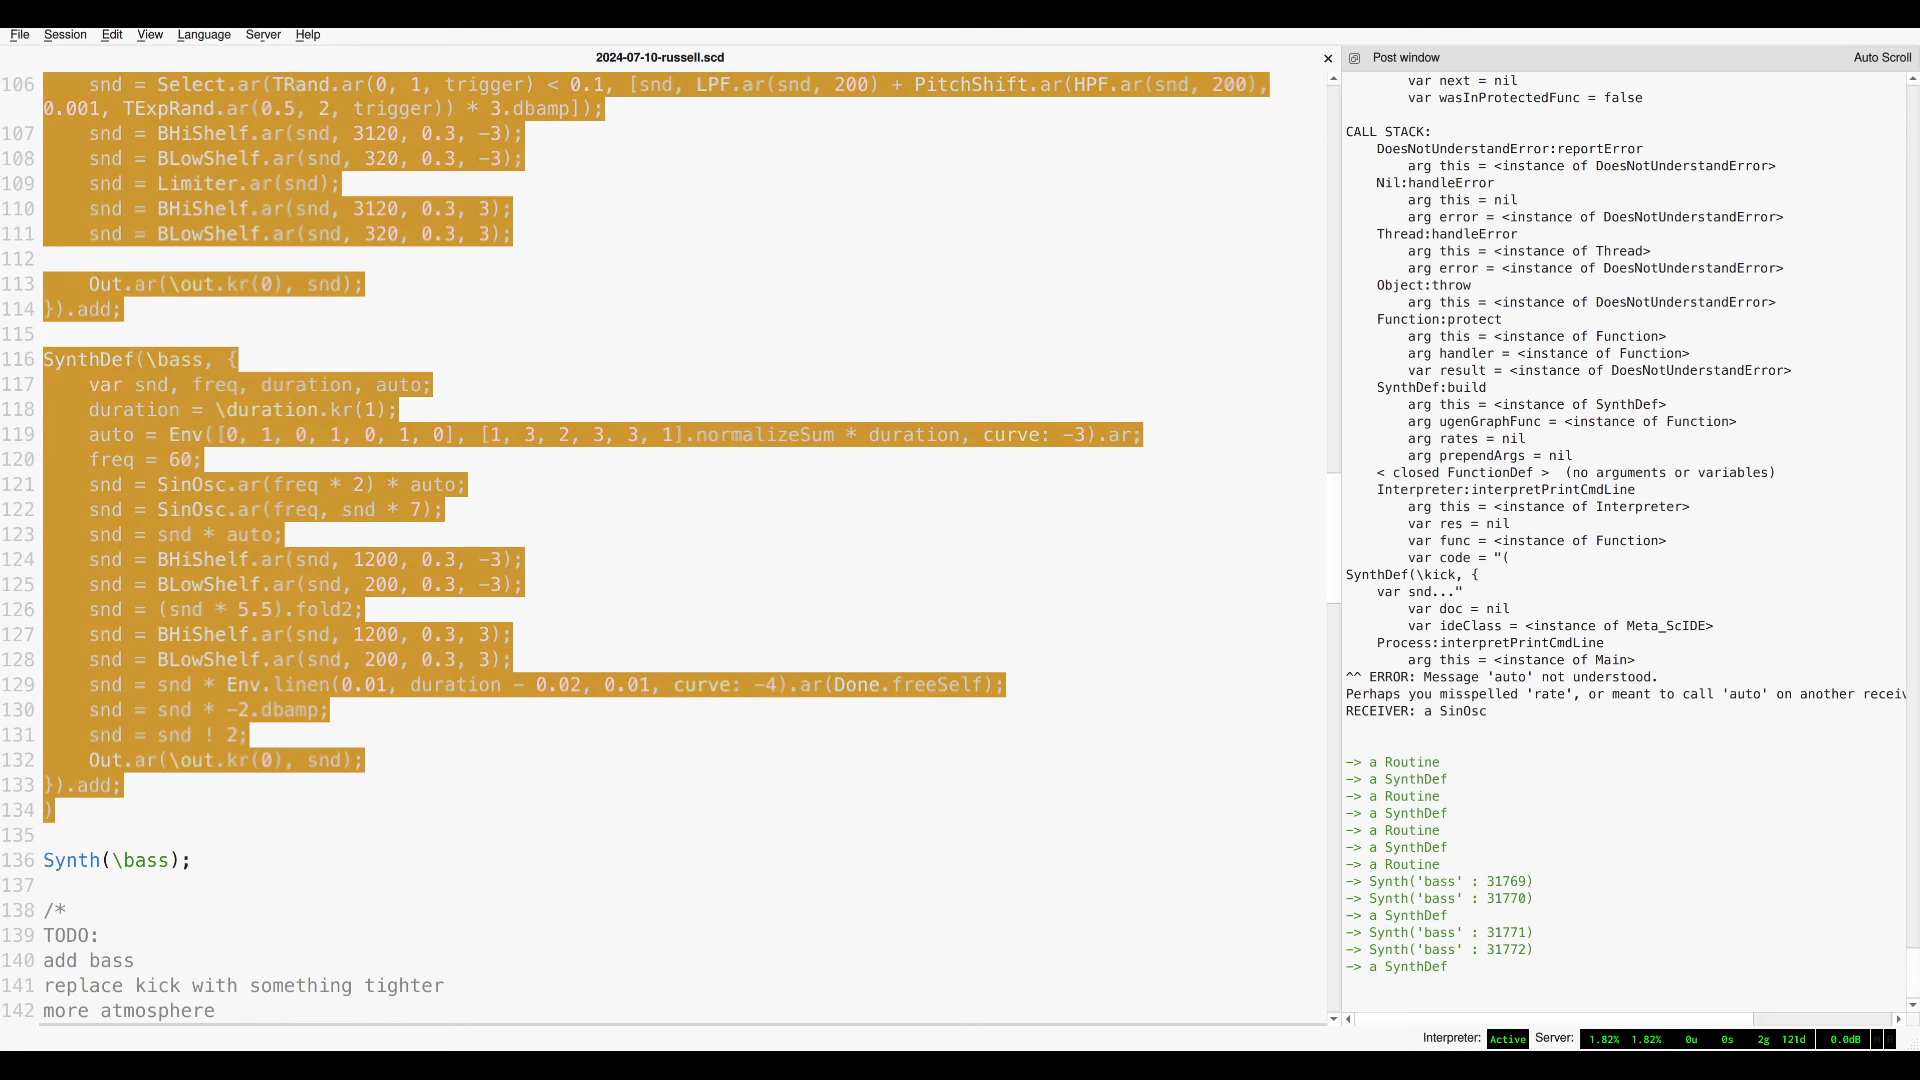 File Session Edit View Language Server Help
2024-07-10-russell.scd
Post window
Auto Scroll
106     snd = Select.ar(TRand.ar(0, 1, trigger) < 0.1, [snd, LPF.ar(snd, 200) + PitchShift.ar(HPF.ar(snd, 200),
0.001, TExpRand.ar(0.5, 2, trigger)) * 3.dbamp]);
107     snd = BHiShelf.ar(snd, 3120, 0.3, -3);
108     snd = BLowShelf.ar(snd, 320, 0.3, -3);
109     snd = Limiter.ar(snd);
110     snd = BHiShelf.ar(snd, 3120, 0.3, 3);
111     snd = BLowShelf.ar(snd, 320, 0.3, 3);
112
113     Out.ar(\out.kr(0), snd);
114 }).add;
115
116 SynthDef(\bass, {
117     var snd, freq, duration, auto;
118     duration = \duration.kr(1);
119     auto = Env([0, 1, 0, 1, 0, 1, 0], [1, 3, 2, 3, 3, 1].normalizeSum * duration, curve: -3).ar;
120     freq = 60;
121     snd = SinOsc.ar(freq * 2) * auto;
122     snd = SinOsc.ar(freq, snd * 7);
123     snd = snd * auto;
124     snd = BHiShelf.ar(snd, 1200, 0.3, -3);
125     snd = BLowShelf.ar(snd, 200, 0.3, -3);
126     snd = (snd * 5.5).fold2;
127     snd = BHiShelf.ar(snd, 1200, 0.3, 3);
128     snd = BLowShelf.ar(snd, 200, 0.3, 3);
129     snd = snd * Env.linen(0.01, duration - 0.02, 0.01, curve: -4).ar(Done.freeSelf);
130     snd = snd * -2.dbamp;
131     snd = snd ! 2;
132     Out.ar(\out.kr(0), snd);
133 }).add;
134 )
135
136 Synth(\bass);
137
138 /*
139 TODO:
140 add bass
141 replace kick with something tighter
142 more atmosphere
var next = nil
var wasInProtectedFunc = false
CALL STACK:
DoesNotUnderstandError:reportError
arg this = <instance of DoesNotUnderstandError>
Nil:handleError
arg this = nil
arg error = <instance of DoesNotUnderstandError>
Thread:handleError
arg this = <instance of Thread>
arg error = <instance of DoesNotUnderstandError>
Object:throw
arg this = <instance of DoesNotUnderstandError>
Function:protect
arg this = <instance of Function>
arg handler = <instance of Function>
var result = <instance of DoesNotUnderstandError>
SynthDef:build
arg this = <instance of SynthDef>
arg ugenGraphFunc = <instance of Function>
arg rates = nil
arg prependArgs = nil
< closed FunctionDef >  (no arguments or variables)
Interpreter:interpretPrintCmdLine
arg this = <instance of Interpreter>
var res = nil
var func = <instance of Function>
var code = "(
SynthDef(\kick, {
var snd..."
var doc = nil
var ideClass = <instance of Meta_ScIDE>
Process:interpretPrintCmdLine
arg this = <instance of Main>
^^ ERROR: Message 'auto' not understood.
Perhaps you misspelled 'rate', or meant to call 'auto' on another receiv
RECEIVER: a SinOsc
-> a Routine
-> a SynthDef
-> a Routine
-> a SynthDef
-> a Routine
-> a SynthDef
-> a Routine
-> Synth('bass' : 31769)
-> Synth('bass' : 31770)
-> a SynthDef
-> Synth('bass' : 31771)
-> Synth('bass' : 31772)
-> a SynthDef
Interpreter: Active Server: 1.82% 1.82% 0u 0s 2g 121d 0.0dB